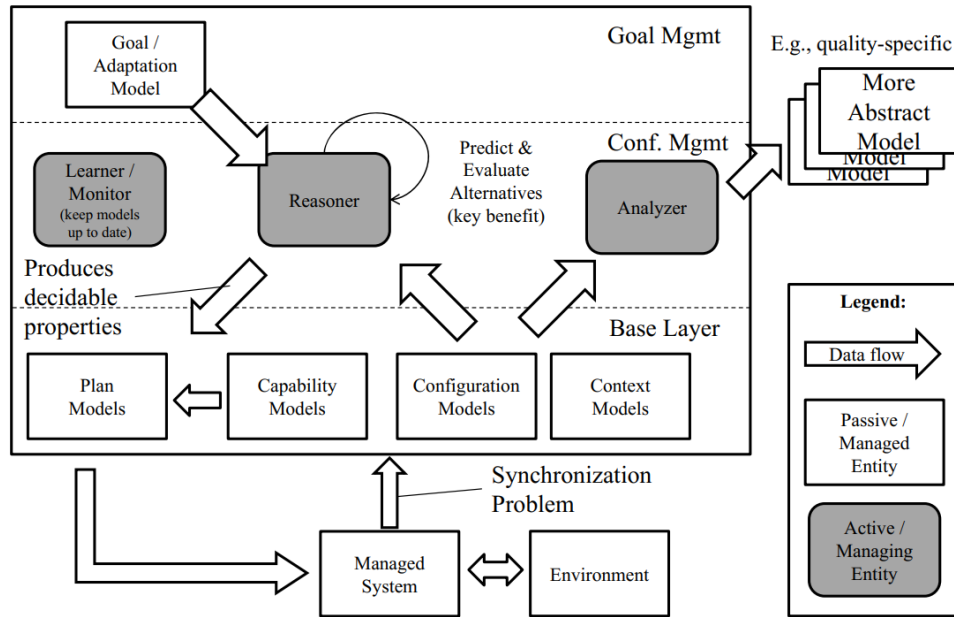 Goal Mgmt
Goal /
Adaptation
Model
E.g., quality-specific
More
Abstract
Model
Model
Model
Conf. Mgmt
Learner /
Monitor
(keep models
up to date)
Reasoner
Predict &
Evaluate
Alternatives
(key benefit)
Analyzer
Produces
decidable
properties
Base Layer
Plan
Models
Capability
Models
Configuration
Models
Context
Models
Synchronization
Problem
Managed
System
Environment
Legend:
Data flow
Passive /
Managed
Entity
Active /
Managing
Entity